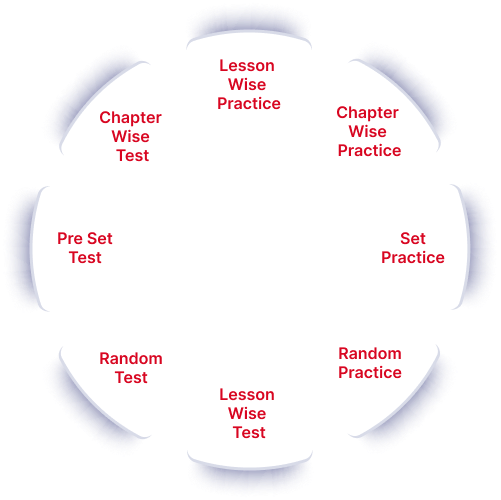 Lesson
Wise
Practice
Chapter
Wise
Practice
Set
Practice
Random
Practice
Lesson
Wise
Test
Random
Test
Pre Set
Test
Chapter
Wise
Test